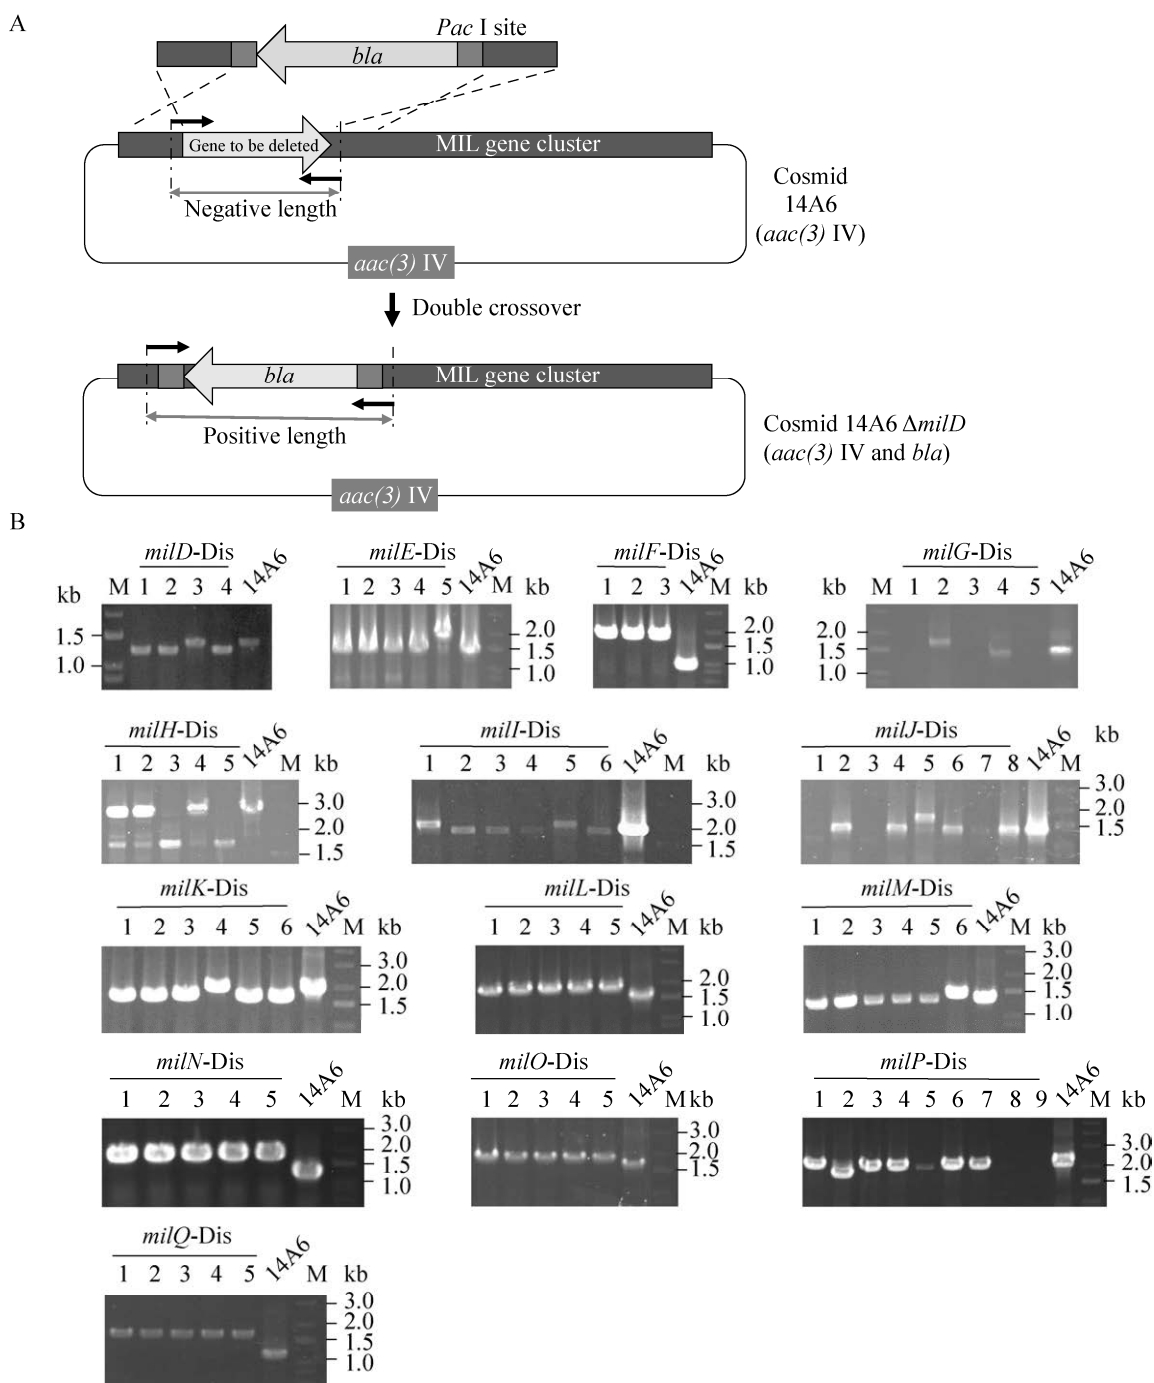 A
Pac I site
bla
Gene to be deleted
MIL gene cluster
Negative length
Cosmid
14A6
(aac(3) IV)
aac(3) IV
Double crossover
bla
MIL gene cluster
Positive length
Cosmid 14A6 ΔmilD
(aac(3) IV and bla)
aac(3) IV
B
milD-Dis
kb M 1 2 3 4 14A6
1.5
1.0
milE-Dis
1 2 3 4 5 14A6 M kb
2.0
1.5
1.0
milF-Dis
1 2 3 14A6 M kb
2.0
1.5
1.0
milG-Dis
kb M 1 2 3 4 5 14A6
2.0
1.5
1.0
milH-Dis
1 2 3 4 5 14A6 M kb
3.0
2.0
1.5
milI-Dis
1 2 3 4 5 6 14A6 M kb
3.0
2.0
1.5
milJ-Dis
1 2 3 4 5 6 7 8 14A6 M kb
3.0
2.0
1.5
milK-Dis
1 2 3 4 5 6 14A6 M kb
3.0
2.0
1.5
milL-Dis
1 2 3 4 5 14A6 M kb
2.0
1.5
1.0
milM-Dis
1 2 3 4 5 6 14A6 M kb
3.0
2.0
1.5
1.0
milN-Dis
1 2 3 4 5 14A6 M kb
3.0
2.0
1.5
1.0
milO-Dis
1 2 3 4 5 14A6 M kb
3.0
2.0
1.5
milP-Dis
1 2 3 4 5 6 7 8 9 14A6 M kb
3.0
2.0
1.5
milQ-Dis
1 2 3 4 5 14A6 M kb
3.0
2.0
1.5
1.0